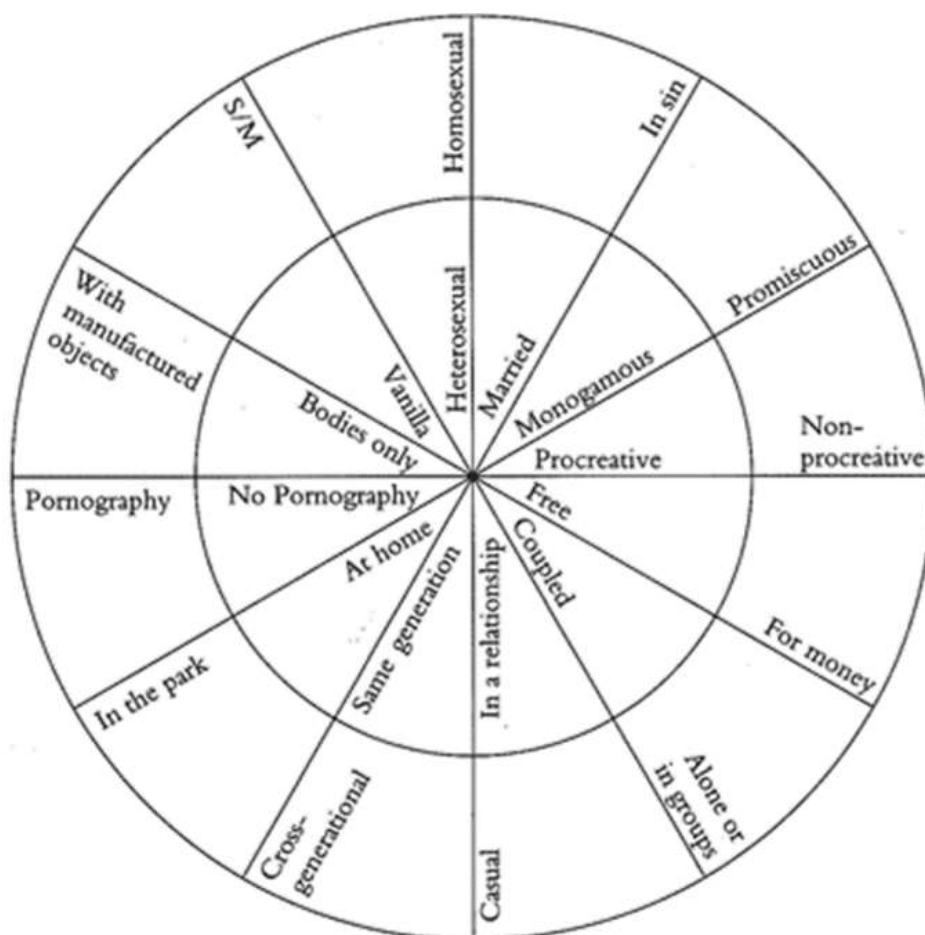 Homosexual
Heterosexual
In sin
Married
Promiscuous
Monogamous
Non-
procreative
Procreative
For money
Free
Alone or
in groups
Coupled
Casual
In a relationship
Cross-
generational
Same generation
In the park
At home
Pornography
No Pornography
With
manufactured
objects
Bodies only
S/M
Vanilla